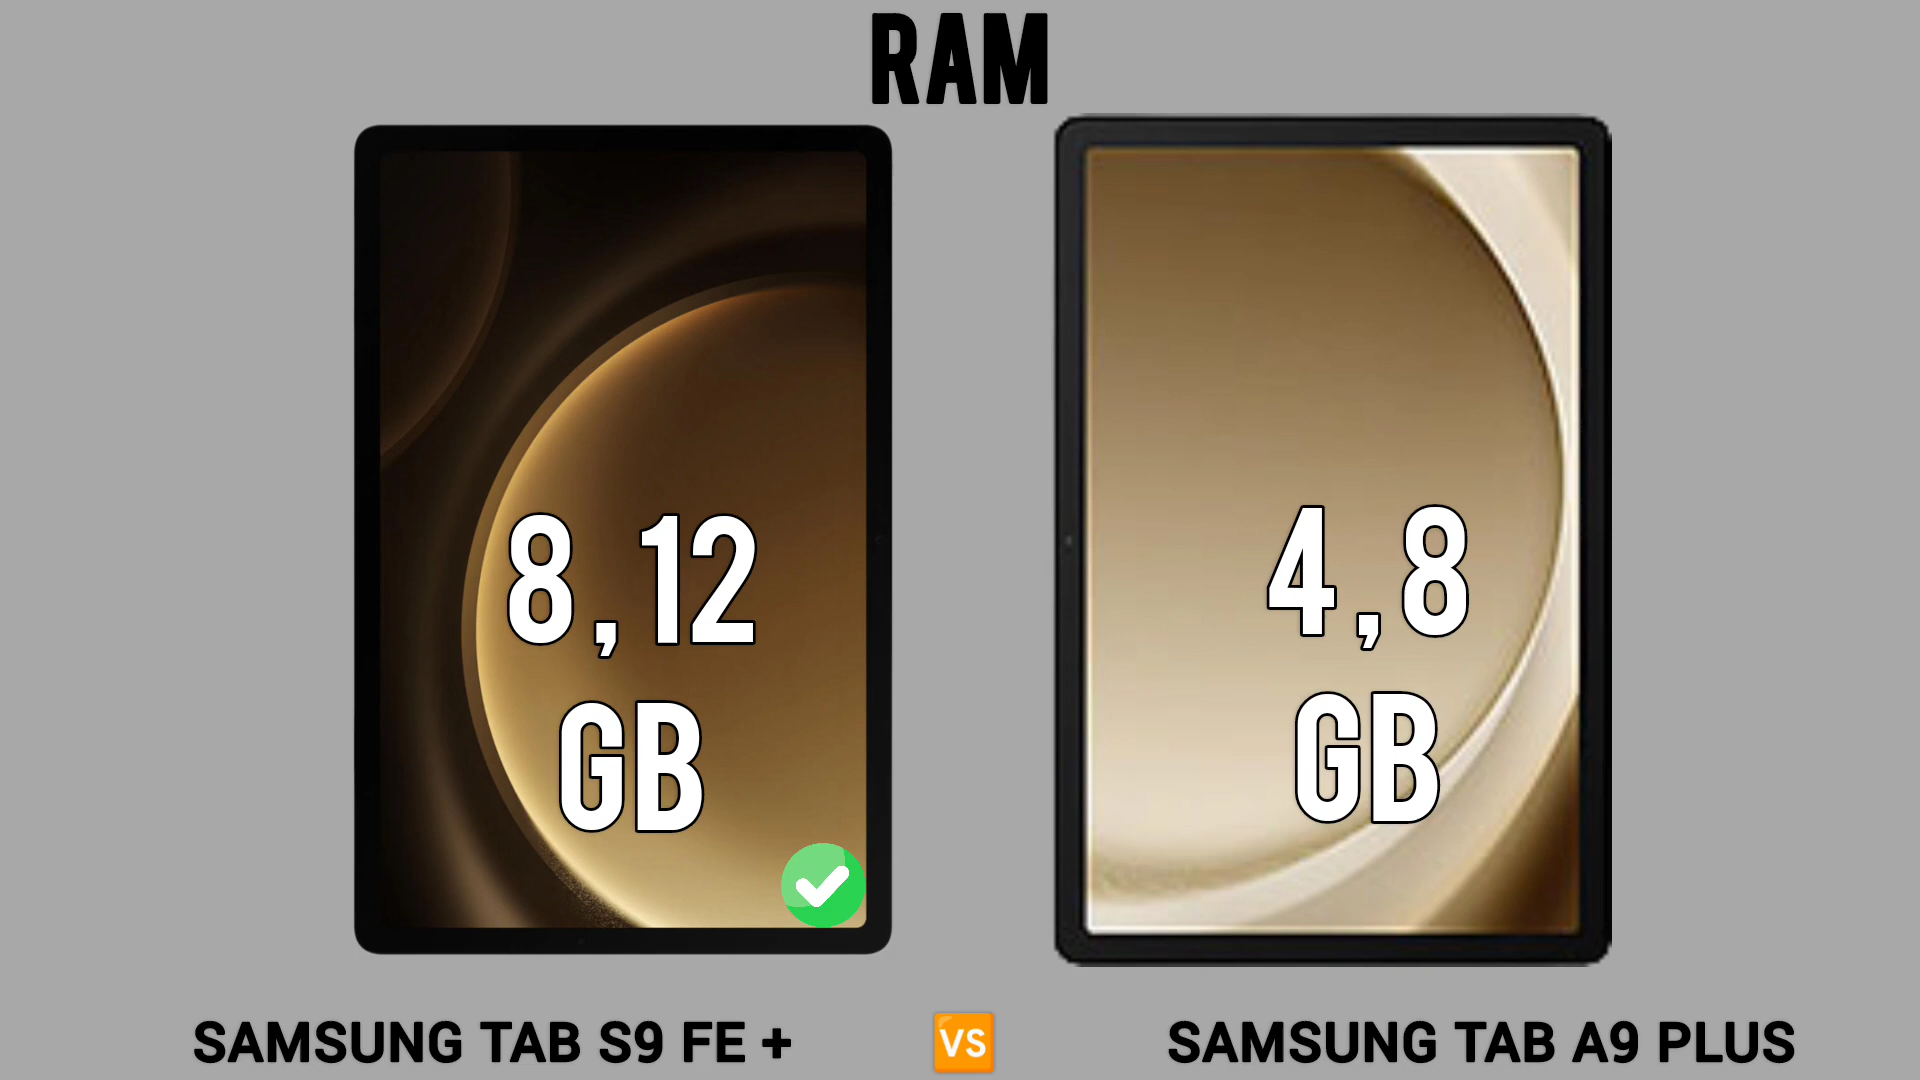 RAM
8,12
GB
4,8
GB
SAMSUNG TAB S9 FE + VS SAMSUNG TAB A9 PLUS